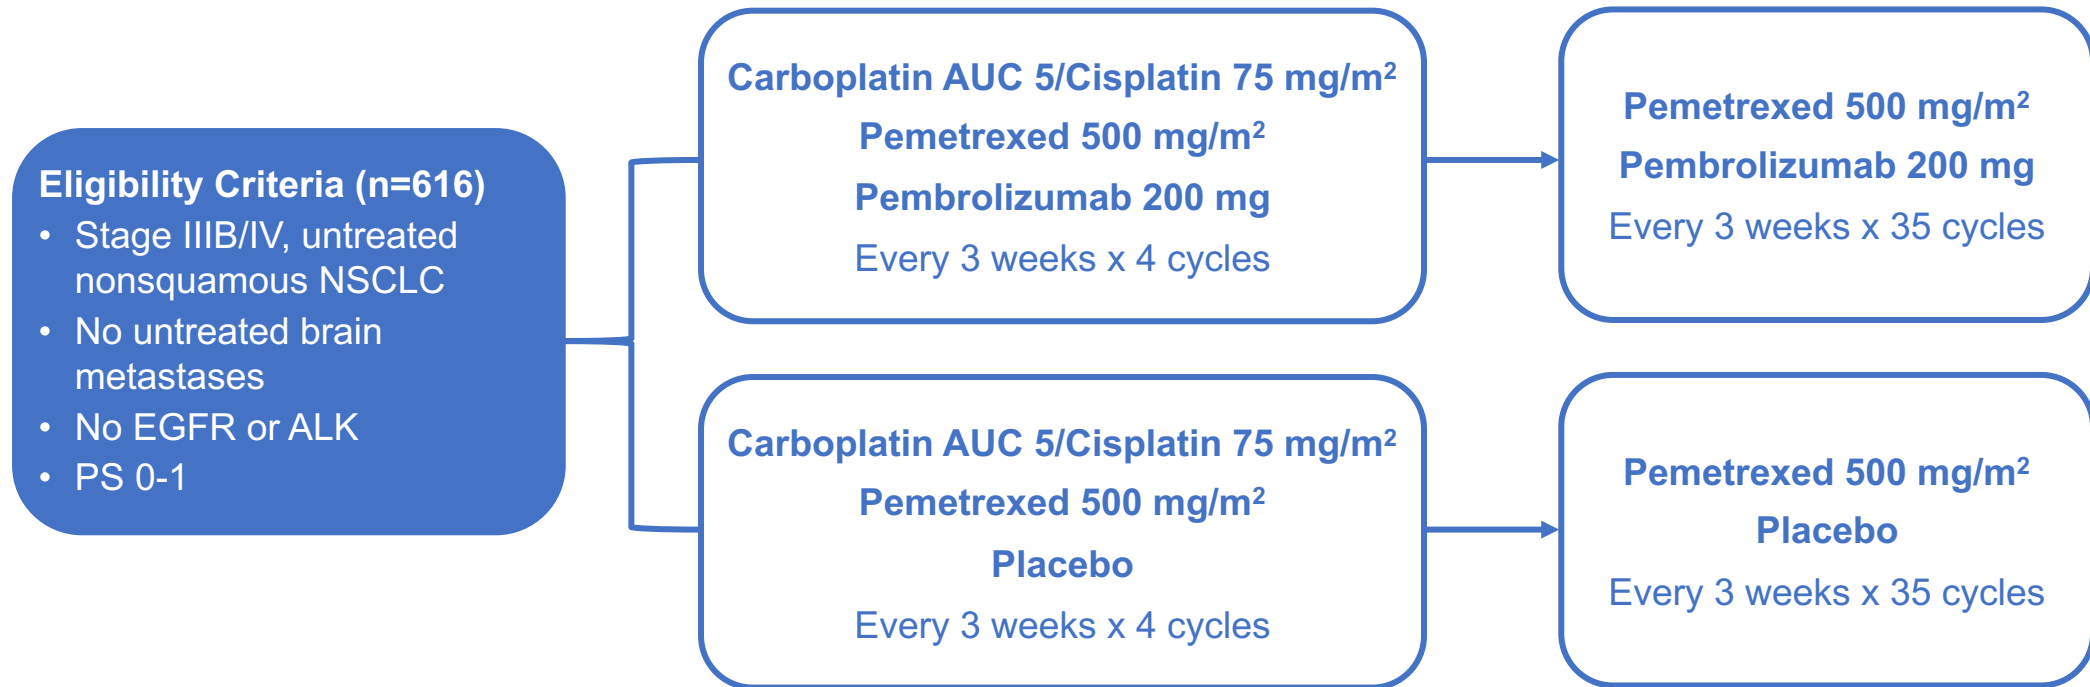 Eligibility Criteria (n=616)
• Stage IIIB/IV, untreated
nonsquamous NSCLC
• No untreated brain
metastases
• No EGFR or ALK
• PS 0-1
Carboplatin AUC 5/Cisplatin 75 mg/m²
Pemetrexed 500 mg/m²
Pembrolizumab 200 mg
Every 3 weeks x 4 cycles
Pemetrexed 500 mg/m²
Pembrolizumab 200 mg
Every 3 weeks x 35 cycles
Carboplatin AUC 5/Cisplatin 75 mg/m²
Pemetrexed 500 mg/m²
Placebo
Every 3 weeks x 4 cycles
Pemetrexed 500 mg/m²
Placebo
Every 3 weeks x 35 cycles